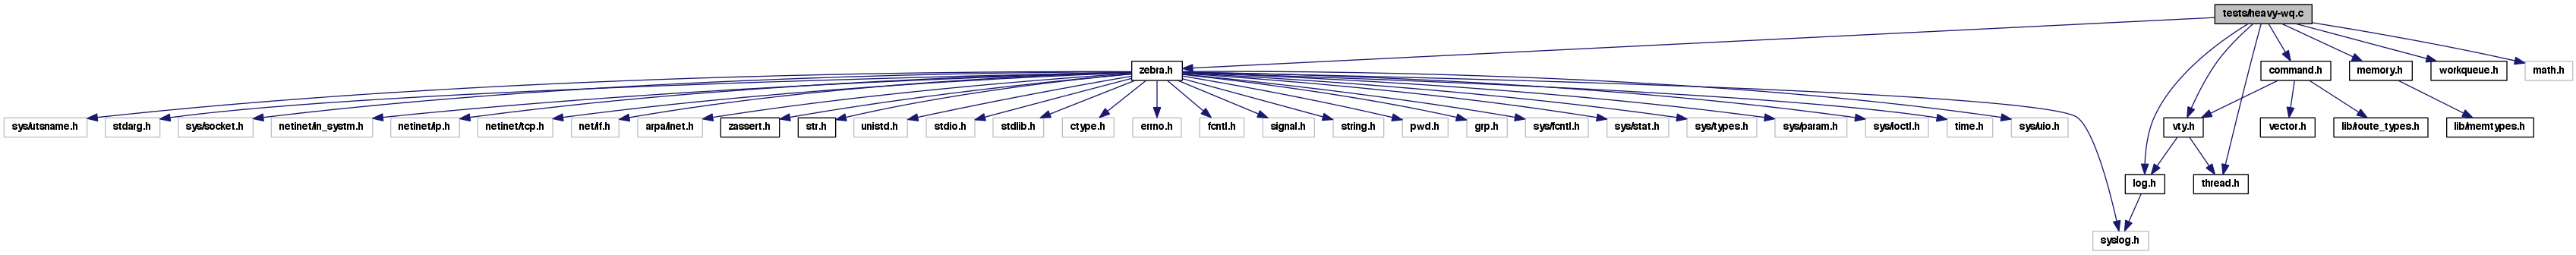 tests/heavy-wq.c
zebra.h
command.h
memory.h
workqueue.h
math.h
sys/utsname.h
stdarg.h
sys/socket.h
netinet/in_systm.h
netinet/ip.h
netinet/tcp.h
net/if.h
arpa/inet.h
zassert.h
str.h
unistd.h
stdio.h
stdlib.h
ctype.h
errno.h
fcntl.h
signal.h
string.h
pwd.h
grp.h
sys/fcntl.h
sys/stat.h
sys/types.h
sys/param.h
sys/ioctl.h
time.h
sys/uio.h
vty.h
vector.h
lib/route_types.h
lib/memtypes.h
log.h
thread.h
syslog.h